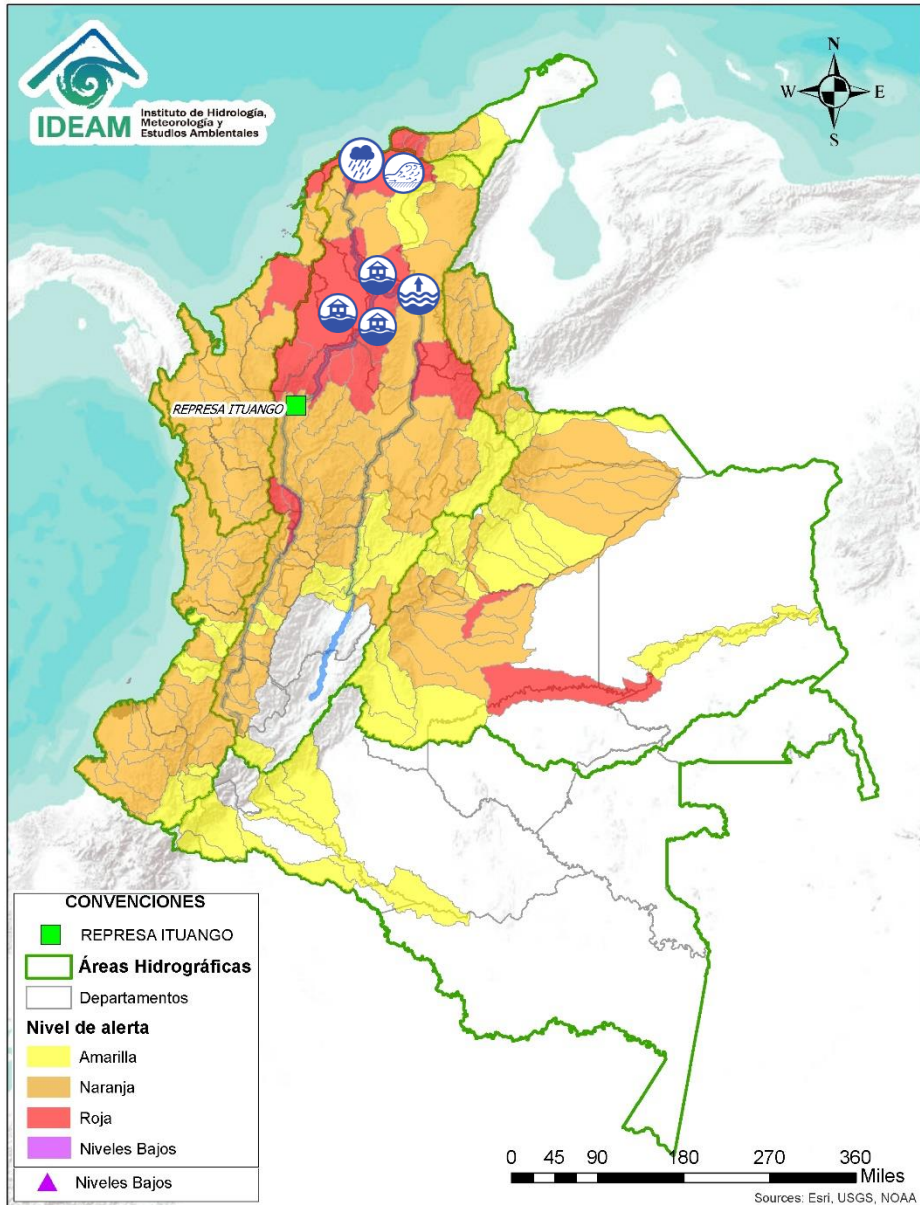 IDEAM
Instituto de Hidrología,
Meteorología y
Estudios Ambientales
N
W
E
S
REPRESA ITUANGO
CONVENCIONES
REPRESA ITUANGO
Áreas Hidrográficas
Departamentos
Nivel de alerta
Amarilla
Naranja
Roja
Niveles Bajos
Niveles Bajos
0 45 90 180 270 360
Miles
Sources: Esri, USGS, NOAA